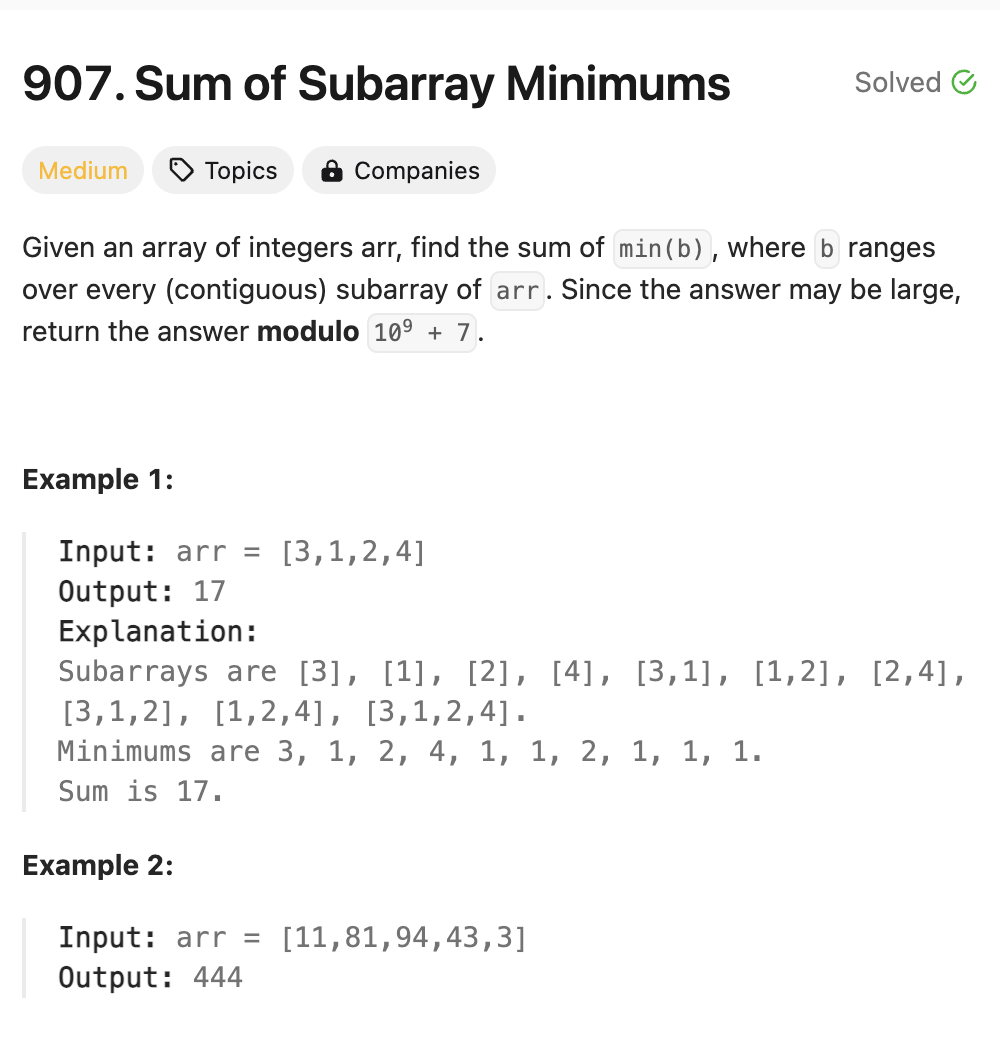 907. Sum of Subarray Minimums
Solved
Medium
Topics
Companies
Given an array of integers arr, find the sum of min(b), where b ranges
over every (contiguous) subarray of arr. Since the answer may be large,
return the answer modulo 10⁹ + 7.
Example 1:
Input: arr = [3,1,2,4]
Output: 17
Explanation:
Subarrays are [3], [1], [2], [4], [3,1], [1,2], [2,4],
[3,1,2], [1,2,4], [3,1,2,4].
Minimums are 3, 1, 2, 4, 1, 1, 2, 1, 1, 1.
Sum is 17.
Example 2:
Input: arr = [11,81,94,43,3]
Output: 444